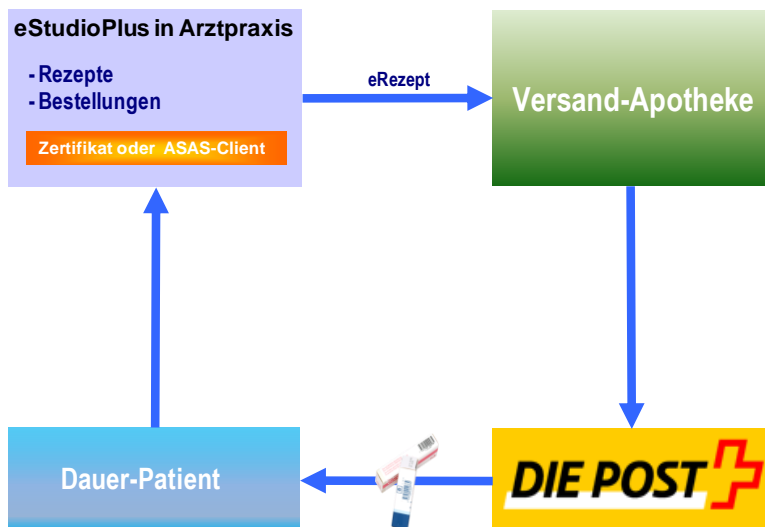 eStudioPlus in Arztpraxis
- Rezepte
- Bestellungen
Zertifikat oder ASAS-Client
eRezept
Versand-Apotheke
Dauer-Patient
DIE POST